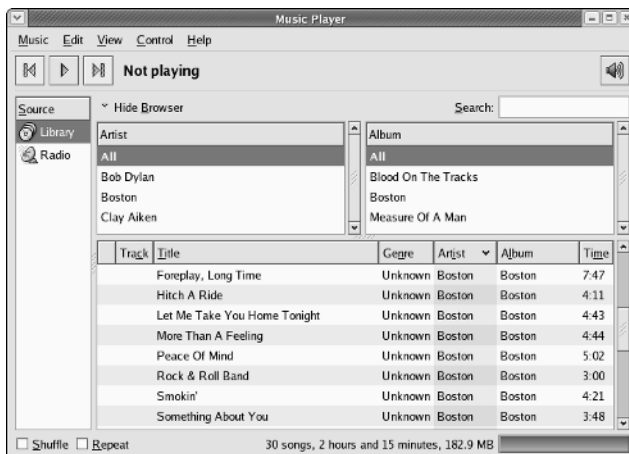 Music Player
Music Edit View Control Help
Not playing
Source
Library
Radio
Hide Browser Search:
Artist
All
Bob Dylan
Boston
Clay Aiken
Album
All
Blood On The Tracks
Boston
Measure Of A Man
Track Title Genre Artist Album Time
Foreplay, Long Time Unknown Boston Boston 7:47
Hitch A Ride Unknown Boston Boston 4:11
Let Me Take You Home Tonight Unknown Boston Boston 4:43
More Than A Feeling Unknown Boston Boston 4:44
Peace Of Mind Unknown Boston Boston 5:02
Rock & Roll Band Unknown Boston Boston 3:00
Smokin' Unknown Boston Boston 4:21
Something About You Unknown Boston Boston 3:48
Shuffle Repeat 30 songs, 2 hours and 15 minutes, 182.9 MB